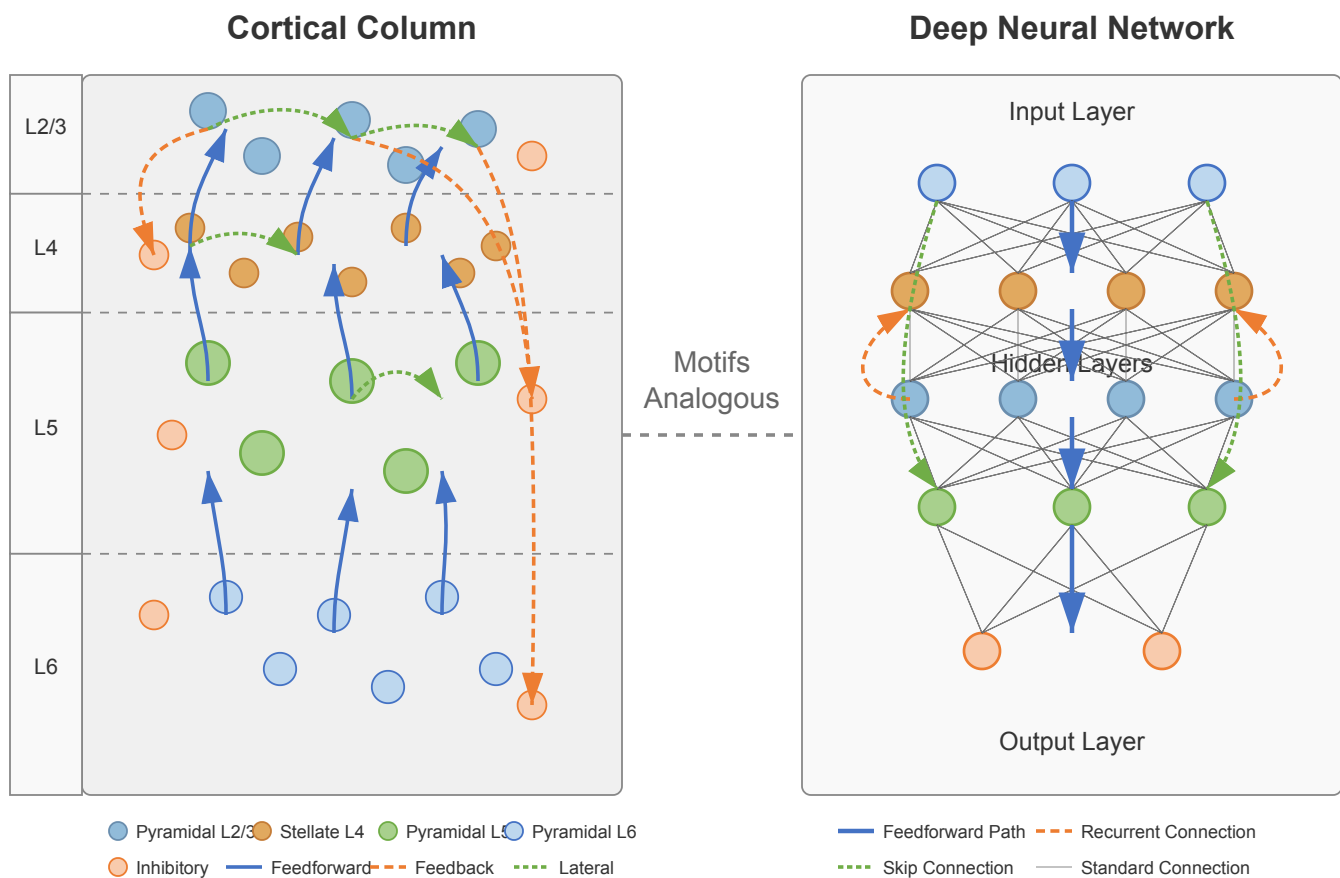 Cortical Column
Deep Neural Network
L2/3
L4
L5
L6
Motifs
Analogous
Input Layer
Hidden Layers
Output Layer
Pyramidal L2/3
Stellate L4
Pyramidal L5
Pyramidal L6
Inhibitory
Feedforward
Feedback
Lateral
Feedforward Path
Recurrent Connection
Skip Connection
Standard Connection